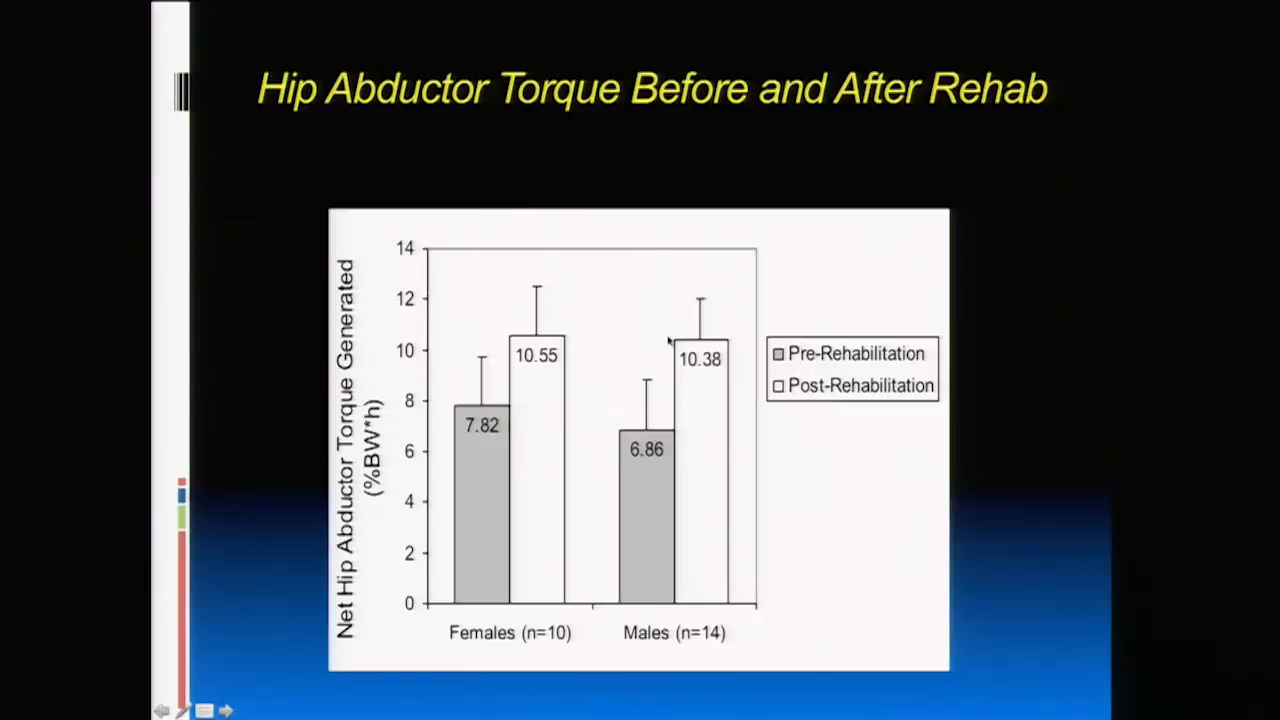 Hip Abductor Torque Before and After Rehab
Net Hip Abductor Torque Generated
(%BW*h)
14
12
10
8
6
4
2
0
7.82
10.55
6.86
10.38
Females (n=10)
Males (n=14)
Pre-Rehabilitation
Post-Rehabilitation